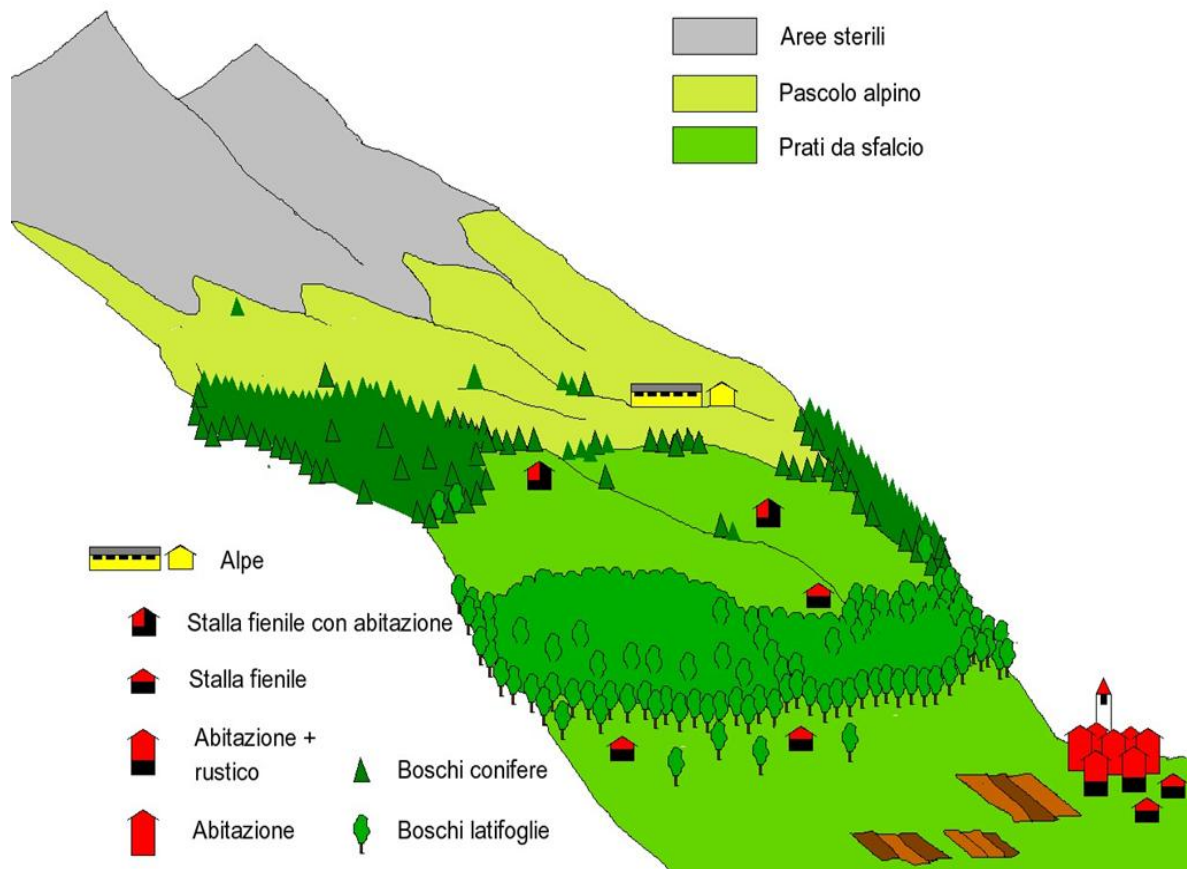 Aree sterili
Pascolo alpino
Prati da sfalcio
Alpe
Stalla fienile con abitazione
Stalla fienile
Abitazione +
rustico
Abitazione
Boschi conifere
Boschi latifoglie